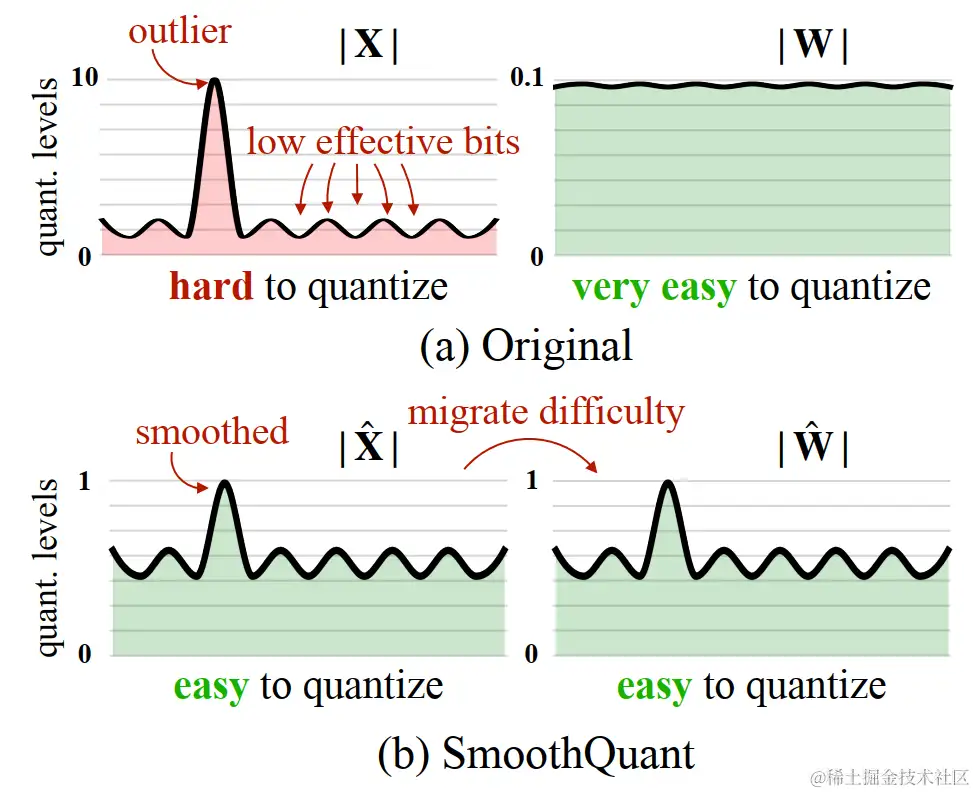 outlier
|X|
|W|
quant. levels
10
0
low effective bits
0.1
0
hard to quantize
very easy to quantize
(a) Original
migrate difficulty
smoothed
|X̂|
|Ŵ|
quant. levels
1
0
1
0
easy to quantize
easy to quantize
(b) SmoothQuant
@稀土掘金技术社区